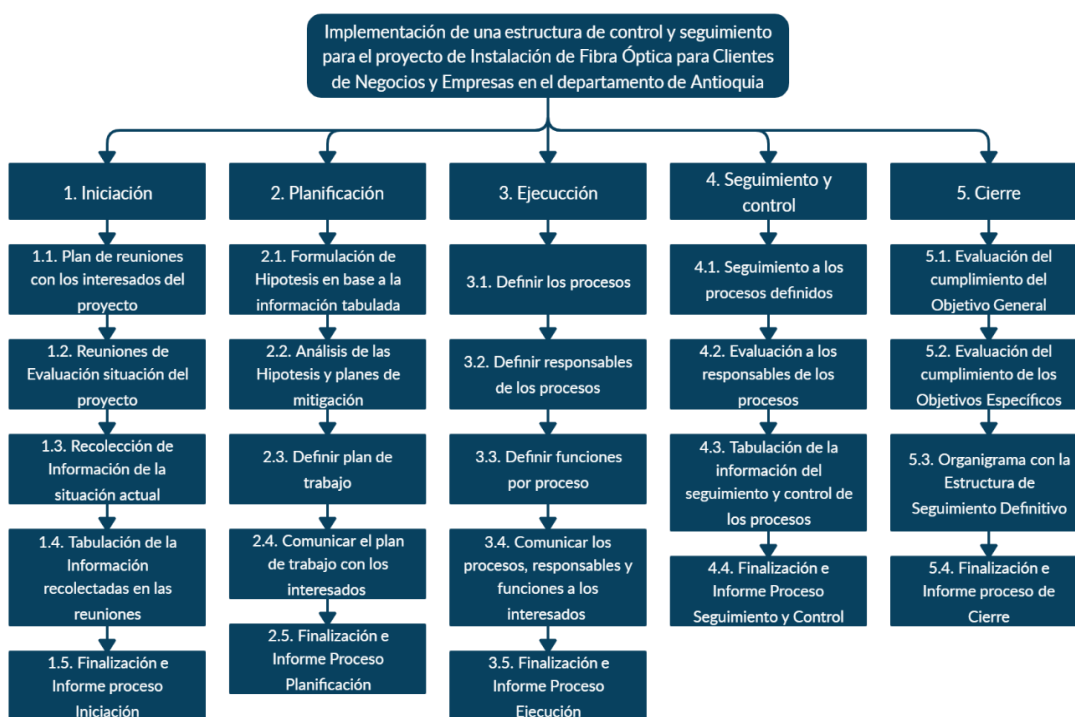 Implementación de una estructura de control y seguimiento
para el proyecto de Instalación de Fibra Óptica para Clientes
de Negocios y Empresas en el departamento de Antioquia
1. Iniciación
1.1. Plan de reuniones
con los interesados del
proyecto
1.2. Reuniones de
Evaluación situación del
proyecto
1.3. Recolección de
Información de la
situación actual
1.4. Tabulación de la
Información
recolectadas en las
reuniones
1.5. Finalización e
Informe proceso
Iniciación
2. Planificación
2.1. Formulación de
Hipotesis en base a la
información tabulada
2.2. Análisis de las
Hipotesis y planes de
mitigación
2.3. Definir plan de
trabajo
2.4. Comunicar el plan
de trabajo con los
interesados
2.5. Finalización e
Informe Proceso
Planificación
3. Ejecucción
3.1. Definir los procesos
3.2. Definir responsables
de los procesos
3.3. Definir funciones
por proceso
3.4. Comunicar los
procesos, responsables y
funciones a los
interesados
3.5. Finalización e
Informe Proceso
Ejecución
4. Seguimiento y
control
4.1. Seguimiento a los
procesos definidos
4.2. Evaluación a los
responsables de los
procesos
4.3. Tabulación de la
información del
seguimiento y control de
los procesos
4.4. Finalización e
Informe Proceso
Seguimiento y Control
5. Cierre
5.1. Evaluación del
cumplimiento del
Objetivo General
5.2. Evaluación del
cumplimiento de los
Objetivos Específicos
5.3. Organigrama con la
Estructura de
Seguimiento Definitivo
5.4. Finalización e
Informe proceso de
Cierre